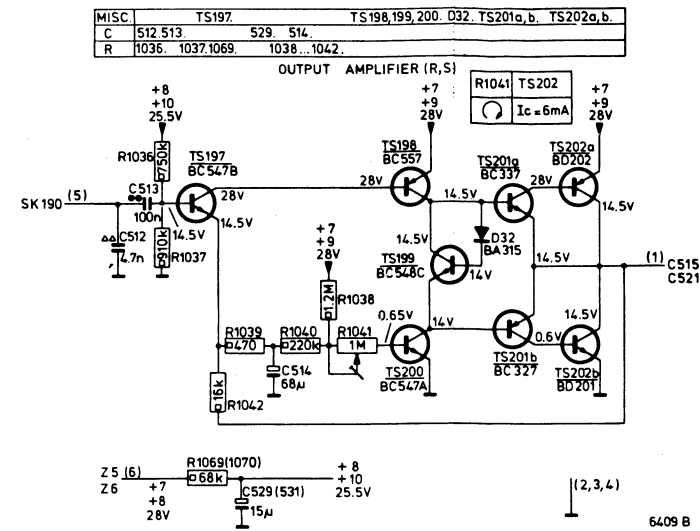 MISC. TS197. TS198,199,200. D32. TS201a,b. TS202a,b.
C 512.513. 529. 514.
R 1036. 1037.1069. 1038...1042.
OUTPUT AMPLIFIER (R,S)
R1041 TS202
Ic=6mA
+8
+10
25.5V
+7
+9
28V
+7
+9
28V
R1036
750k
TS197
BC547B
TS198
BC557
TS201a
BC337
TS202a
BD202
SK190 (5)
C513
100n
28V
28V
14.5V
28V
14.5V
C512
4.7n
14.5V
910k
R1037
14.5V
+7
+9
28V
14.5V
TS199
BC548C
14V
D32
BA315
14.5V
(1) C515
C521
1.2M
R1038
0.65V
14V
14.5V
R1039
470
R1040
220k
R1041
1M
0.6V
C514
68µ
TS200
BC547A
TS201b
BC327
TS202b
BD201
16k
R1042
Z5 (6)
Z6
+7
+8
28V
R1069(1070)
68k
C529(531)
15µ
+8
+10
25.5V
(2,3,4)
6409 B